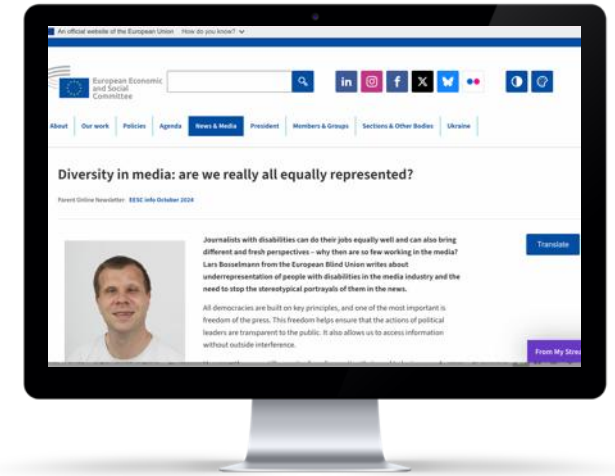 An official website of the European Union How do you know?
European Economic
and Social
Committee
in f X
About Our work Policies Agenda News & Media President Members & Groups Sections & Other Bodies Ukraine
Diversity in media: are we really all equally represented?
Parent Online Newsletter EESC info October 2024
Journalists with disabilities can do their jobs equally well and can also bring
different and fresh perspectives – why then are so few working in the media?
Lars Bosselmann from the European Blind Union writes about
underrepresentation of people with disabilities in the media industry and the
need to stop the stereotypical portrayals of them in the news.
Translate
All democracies are built on key principles, and one of the most important is
freedom of the press. This freedom helps ensure that the actions of political
leaders are transparent to the public. It also allows us to access information
without outside interference.
From My Strea